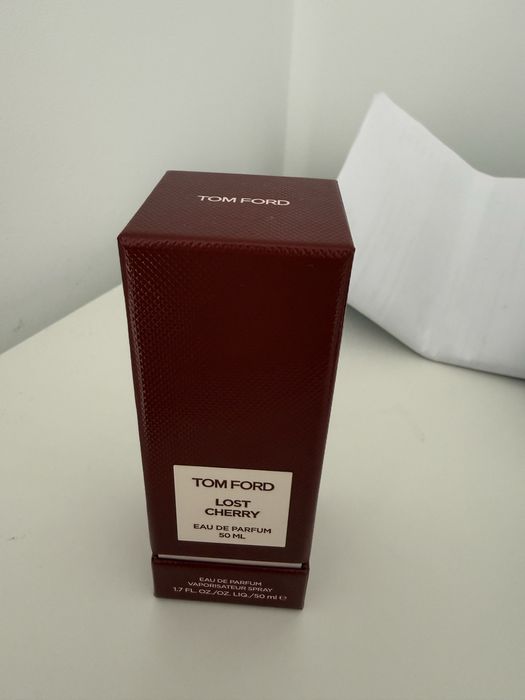 TOM FORD
TOM FORD
LOST
CHERRY
EAU DE PARFUM
50 ML
EAU DE PARFUM
VAPORISATEUR SPRAY
1.7 FL. OZ./OZ. LIQ./50 ml ℮